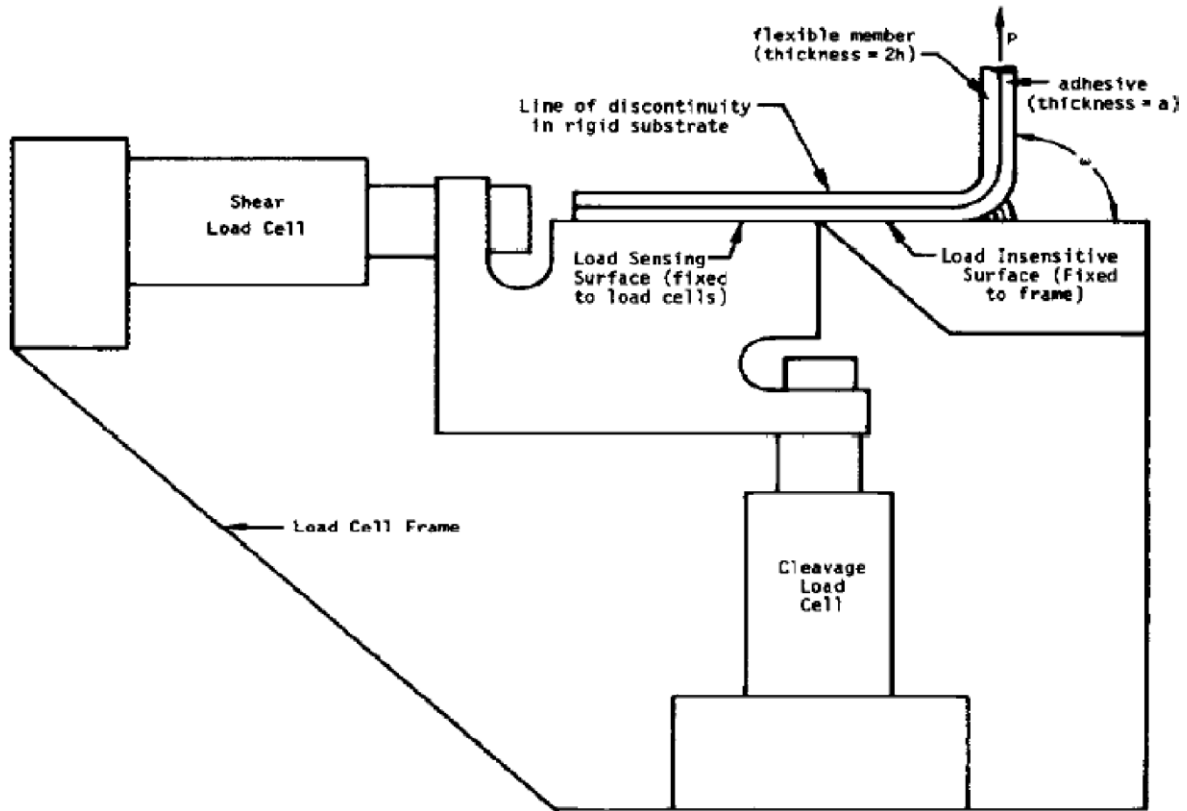 flexible member
(thickness = 2h)
P
adhesive
(thickness = a)
Line of discontinuity
in rigid substrate
ω
Shear
Load Cell
Load Sensing
Surface (fixed
to load cells)
Load Insensitive
Surface (Fixed
to frame)
Load Cell Frame
Cleavage
Load
Cell